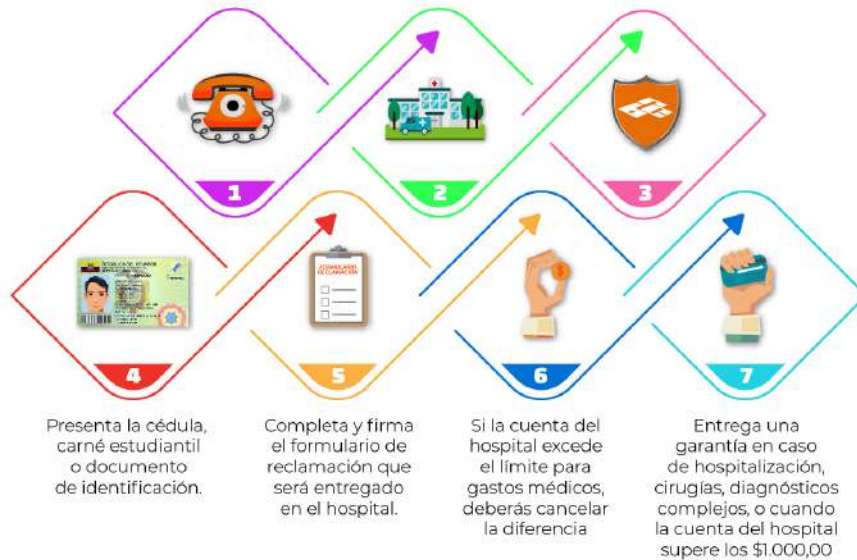 1
2
3
FORMULARIO
RECLAMACIÓN
4
5
6
7
Presenta la cédula,
carné estudiantil
o documento
de identificación.
Completa y firma
el formulario de
reclamación que
será entregado
en el hospital.
Si la cuenta del
hospital excede
el límite para
gastos médicos,
deberás cancelar
la diferencia
Entrega una
garantía en caso
de hospitalización,
cirugías, diagnósticos
complejos, o cuando
la cuenta del hospital
supere los $1.000,00